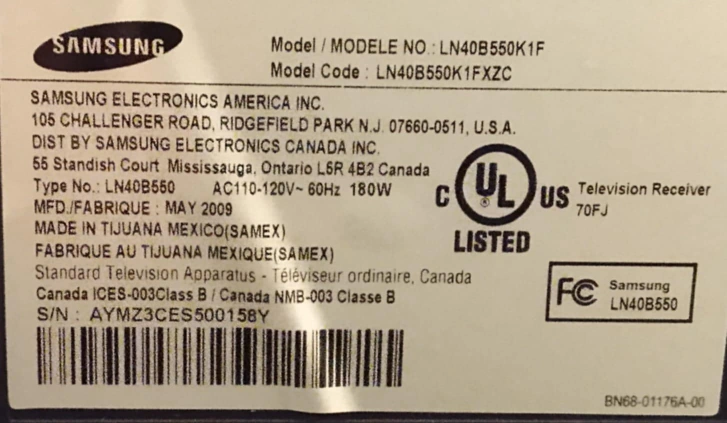 SAMSUNG
Model / MODELE NO.: LN40B550K1F
Model Code : LN40B550K1FXZC
SAMSUNG ELECTRONICS AMERICA INC.
105 CHALLENGER ROAD, RIDGEFIELD PARK N.J. 07660-0511, U.S.A.
DIST BY SAMSUNG ELECTRONICS CANADA INC.
55 Standish Court Mississauga, Ontario L5R 4B2 Canada
Type No.: LN40B550 AC110-120V~ 60Hz 180W
MFD./FABRIQUE : MAY 2009
MADE IN TIJUANA MEXICO(SAMEX)
FABRIQUE AU TIJUANA MEXIQUE(SAMEX)
Standard Television Apparatus - Téléviseur ordinaire, Canada
Canada ICES-003Class B / Canada NMB-003 Classe B
S/N : AYMZ3CES500158Y
C UL ® US
LISTED
Television Receiver
70FJ
FC Samsung
LN40B550
BN68-01176A-00